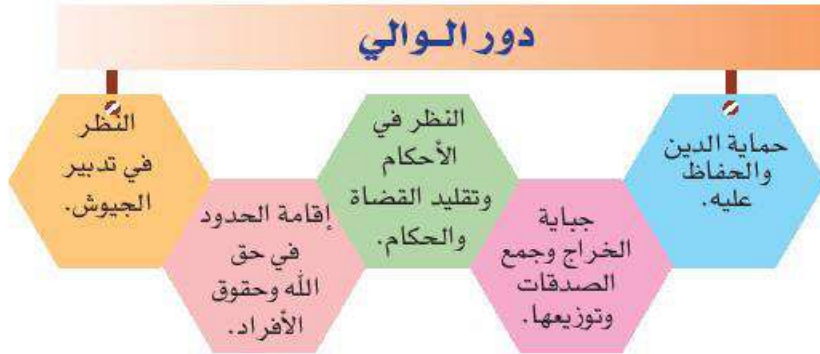 دور الـوالي
حماية الدين
والحفاظ
عليه.
جباية
الخراج وجمع
الصدقات
وتوزيعها.
النظر في
الأحكام
وتقليد القضاة
والحكام.
إقامة الحدود
في حق
الله وحقوق
الأفراد.
النظر
في تدبير
الجيوش.